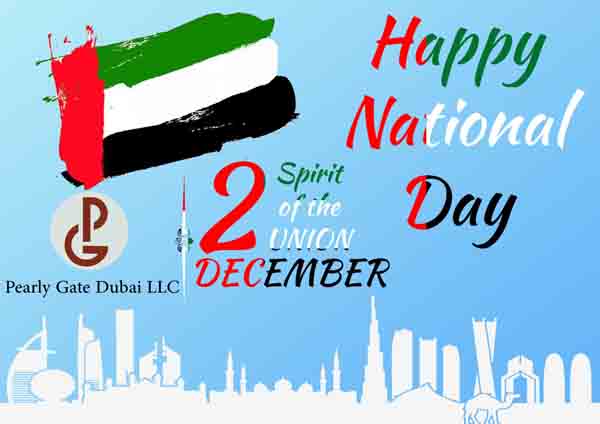 Happy
National
Day
2
Spirit
of the
UNION
DECEMBER
PG
Pearly Gate Dubai LLC